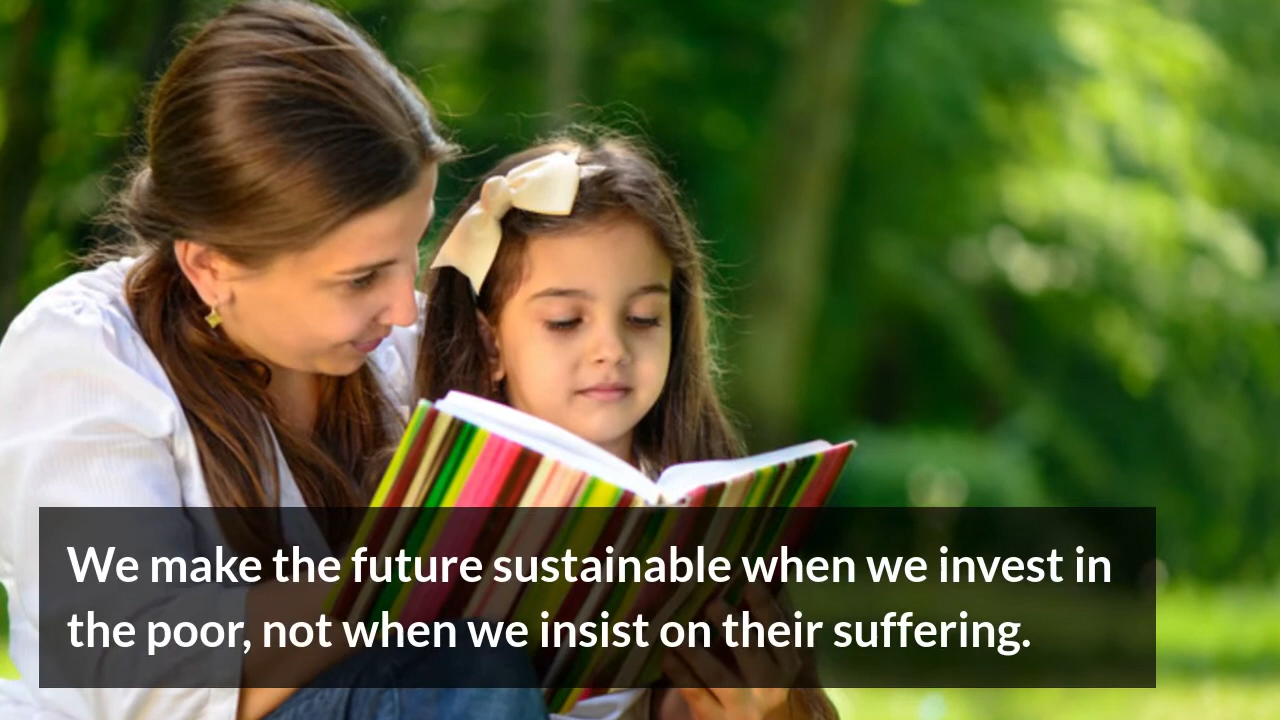 We make the future sustainable when we invest in
the poor, not when we insist on their suffering.